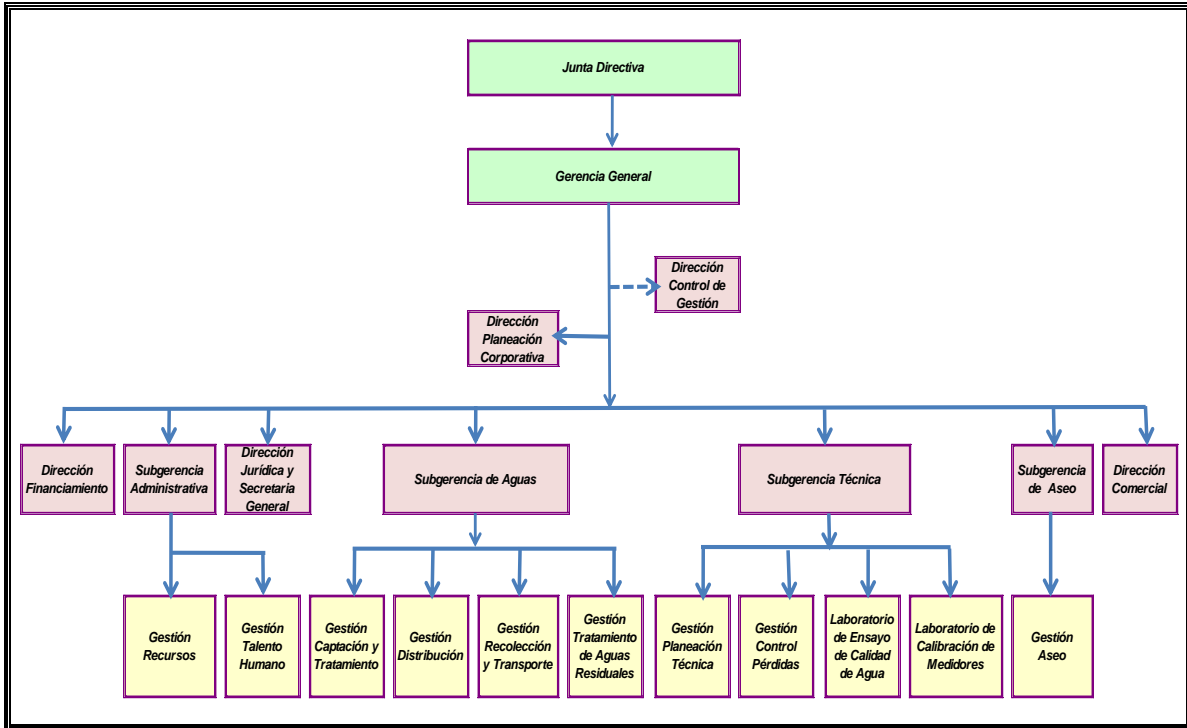 Junta Directiva
Gerencia General
Dirección
Control de
Gestión
Dirección
Planeación
Corporativa
Dirección
Financiamiento
Subgerencia
Administrativa
Dirección
Jurídica y
Secretaria
General
Subgerencia de Aguas
Subgerencia Técnica
Subgerencia
de Aseo
Dirección
Comercial
Gestión
Recursos
Gestión
Talento
Humano
Gestión
Captación y
Tratamiento
Gestión
Distribución
Gestión
Recolección
y Transporte
Gestión
Tratamiento
de Aguas
Residuales
Gestión
Planeación
Técnica
Gestión
Control
Pérdidas
Laboratorio
de Ensayo
de Calidad
de Agua
Laboratorio de
Calibración de
Medidores
Gestión
Aseo